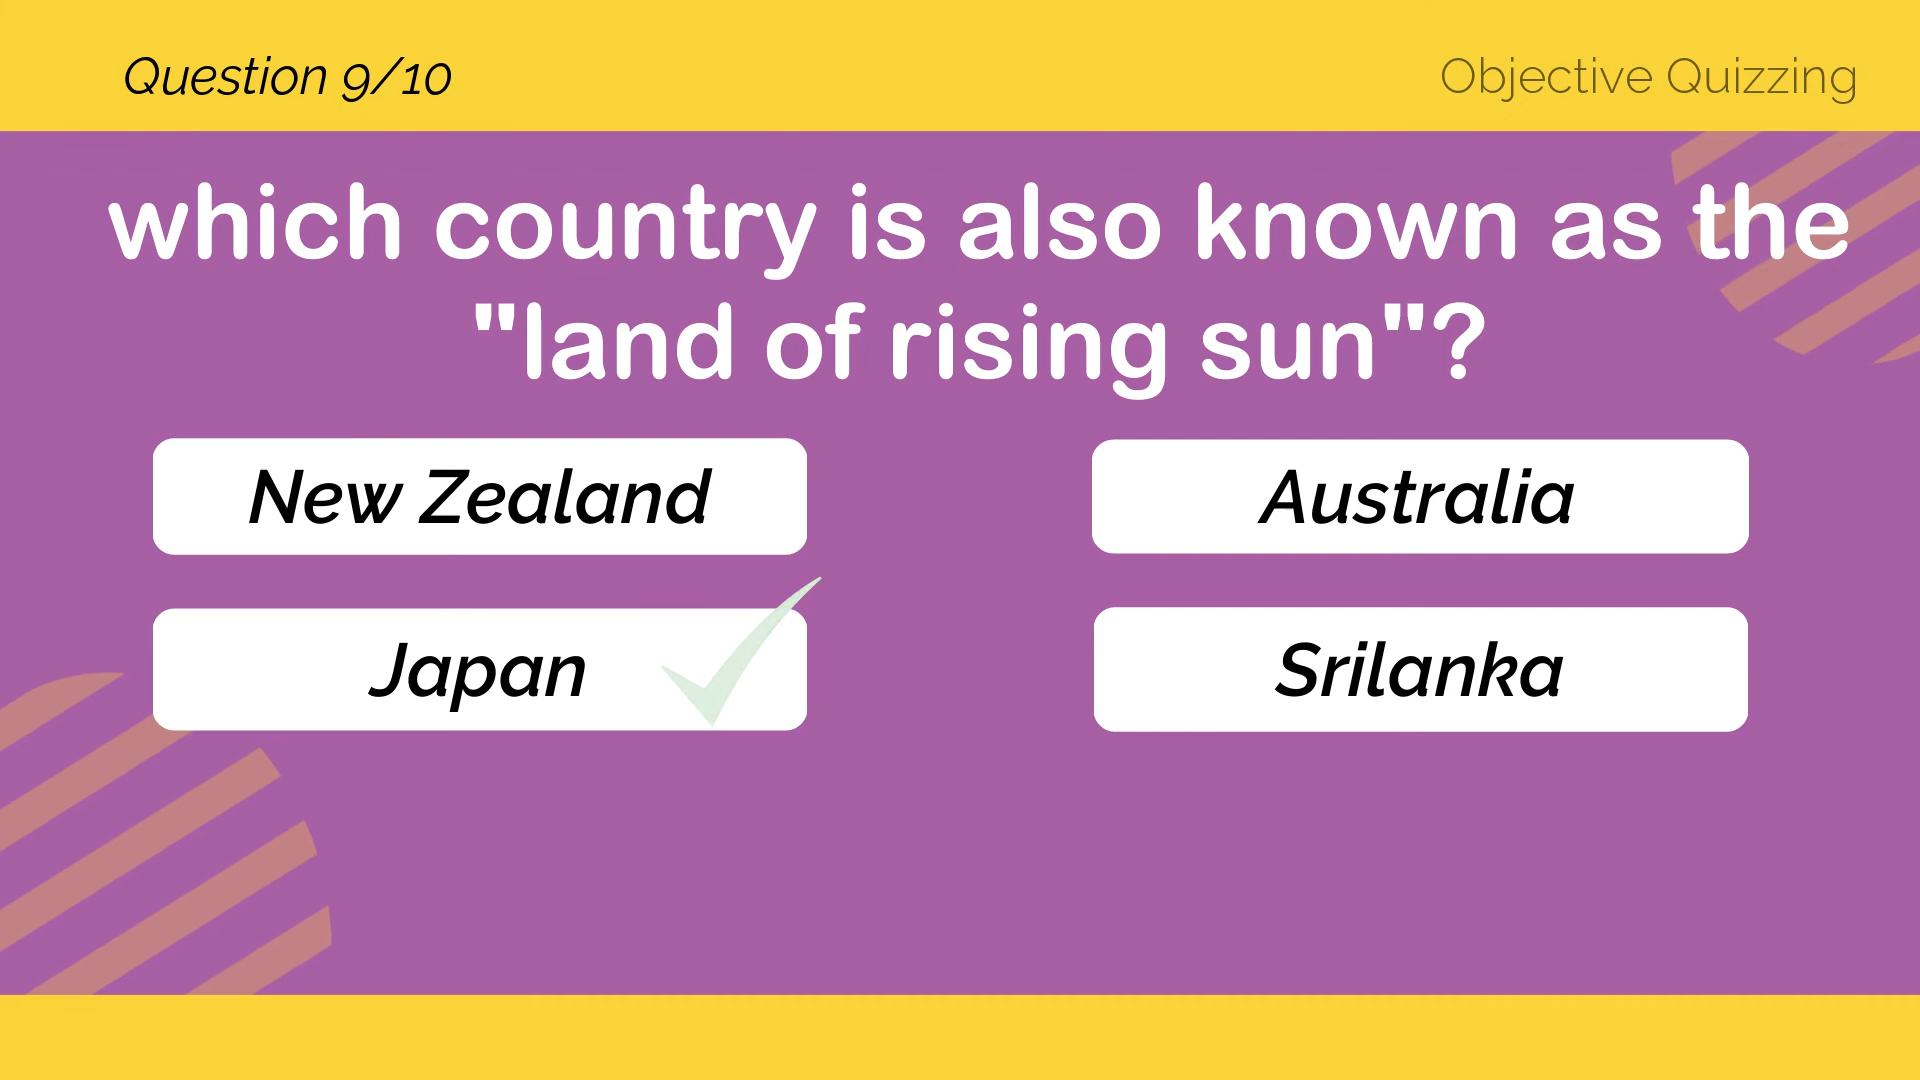 Question 9/10
Objective Quizzing
which country is also known as the
"land of rising sun"?
New Zealand
Australia
Japan
Srilanka